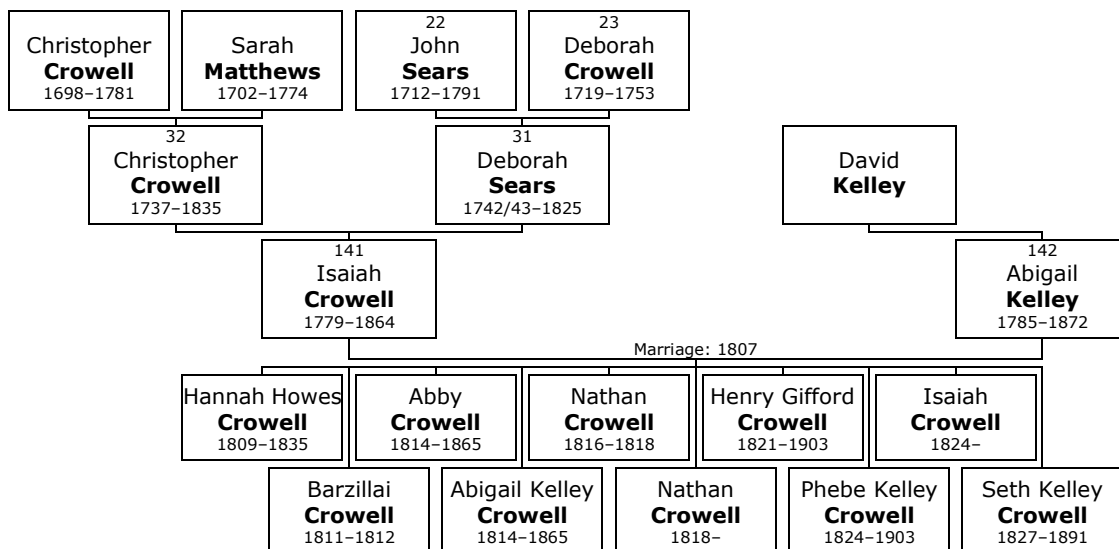 Christopher
Crowell
1698–1781
Sarah
Matthews
1702–1774
22
John
Sears
1712–1791
23
Deborah
Crowell
1719–1753
32
Christopher
Crowell
1737–1835
31
Deborah
Sears
1742/43–1825
David
Kelley
141
Isaiah
Crowell
1779–1864
142
Abigail
Kelley
1785–1872
Marriage: 1807
Hannah Howes
Crowell
1809–1835
Abby
Crowell
1814–1865
Nathan
Crowell
1816–1818
Henry Gifford
Crowell
1821–1903
Isaiah
Crowell
1824–
Barzillai
Crowell
1811–1812
Abigail Kelley
Crowell
1814–1865
Nathan
Crowell
1818–
Phebe Kelley
Crowell
1824–1903
Seth Kelley
Crowell
1827–1891